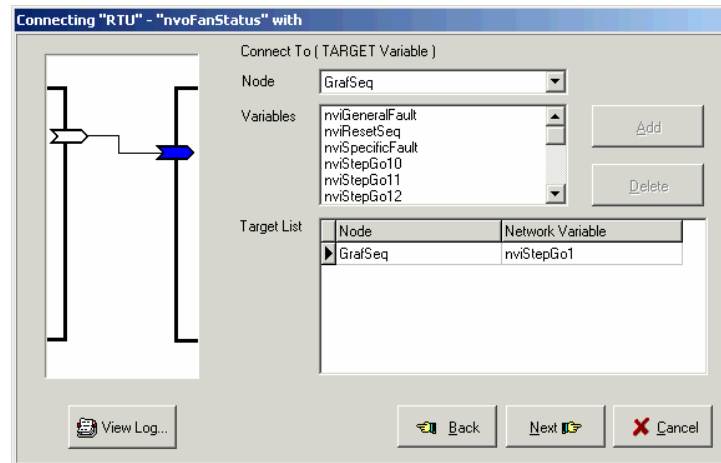 Connecting "RTU" - "nvoFanStatus" with
Connect To ( TARGET Variable )
Node GrafSeq
Variables nviGeneralFault
nviResetSeq
nviSpecificFault
nviStepGo10
nviStepGo11
nviStepGo12
Add
Delete
Target List Node Network Variable
GrafSeq nviStepGo1
View Log... Back Next Cancel